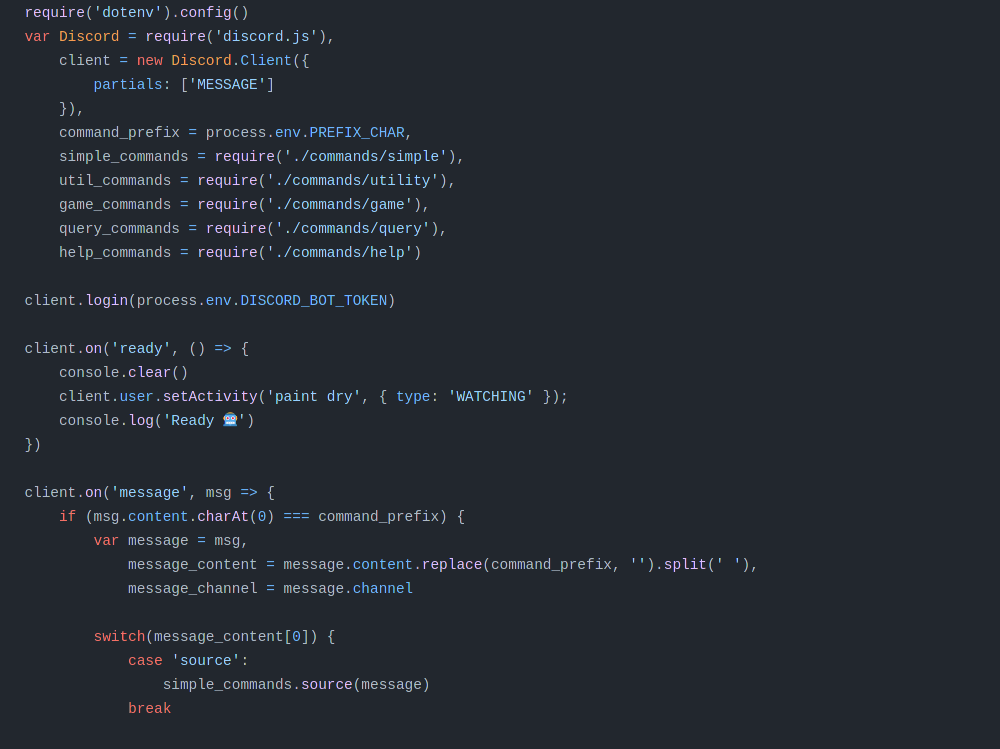 require('dotenv').config()
var Discord = require('discord.js'),
    client = new Discord.Client({
        partials: ['MESSAGE']
    }),
    command_prefix = process.env.PREFIX_CHAR,
    simple_commands = require('./commands/simple'),
    util_commands = require('./commands/utility'),
    game_commands = require('./commands/game'),
    query_commands = require('./commands/query'),
    help_commands = require('./commands/help')

client.login(process.env.DISCORD_BOT_TOKEN)

client.on('ready', () => {
    console.clear()
    client.user.setActivity('paint dry', { type: 'WATCHING' });
    console.log('Ready 🤖')
})

client.on('message', msg => {
    if (msg.content.charAt(0) === command_prefix) {
        var message = msg,
            message_content = message.content.replace(command_prefix, '').split(' '),
            message_channel = message.channel

        switch(message_content[0]) {
            case 'source':
                simple_commands.source(message)
            break